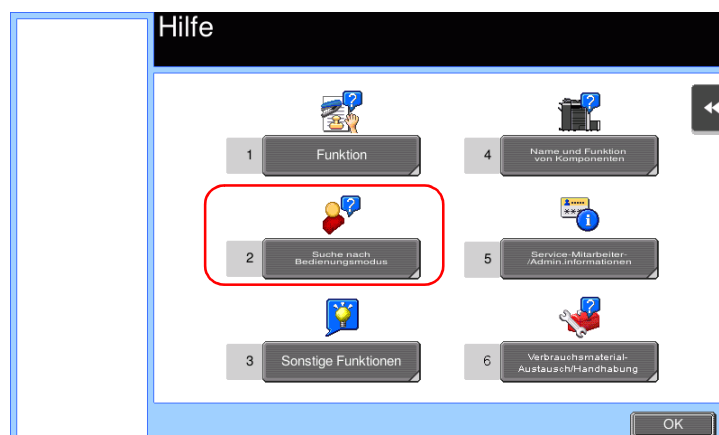 Hilfe
1 Funktion
4 Name und Funktion
von Komponenten
2 Suche nach
Bedienungsmodus
5 Service-Mitarbeiter-
/Admin.informationen
3 Sonstige Funktionen
6 Verbrauchsmaterial-
Austausch/Handhabung
OK